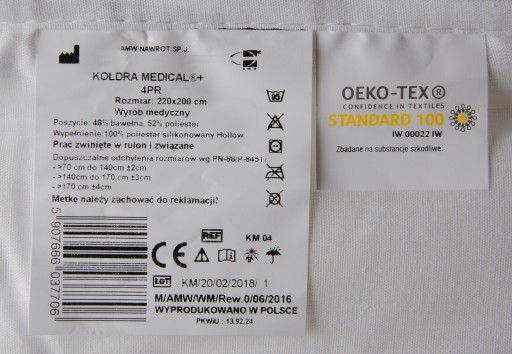 AMW NAWROT SP.J.
KOŁDRA MEDICAL®+
4PR
Rozmiar: 220x200 cm
Wyrób medyczny
Poszycie: 48% bawełna, 52% poliester
Wypełnienie: 100% poliester silikonowany Hollow
Prac zwinięte w rulon i związane
Dopuszczalne odchylenia rozmiarów wg PN-88/P-84517
->70 cm do 140cm ±2cm
->140cm do 170 cm ±3cm
->170 cm ±4cm
Metkę należy zachować do reklamacji!
95
5 907666 037706
REF KM 04
CE
LOT KM/20/02/2018/ 1
M/AMW/WM/Rew.0/06/2016
WYPRODUKOWANO W POLSCE
PKWiU : 13.92.24
OEKO-TEX®
CONFIDENCE IN TEXTILES
STANDARD 100
IW 00022 IW
Zbadane na substancje szkodliwe.